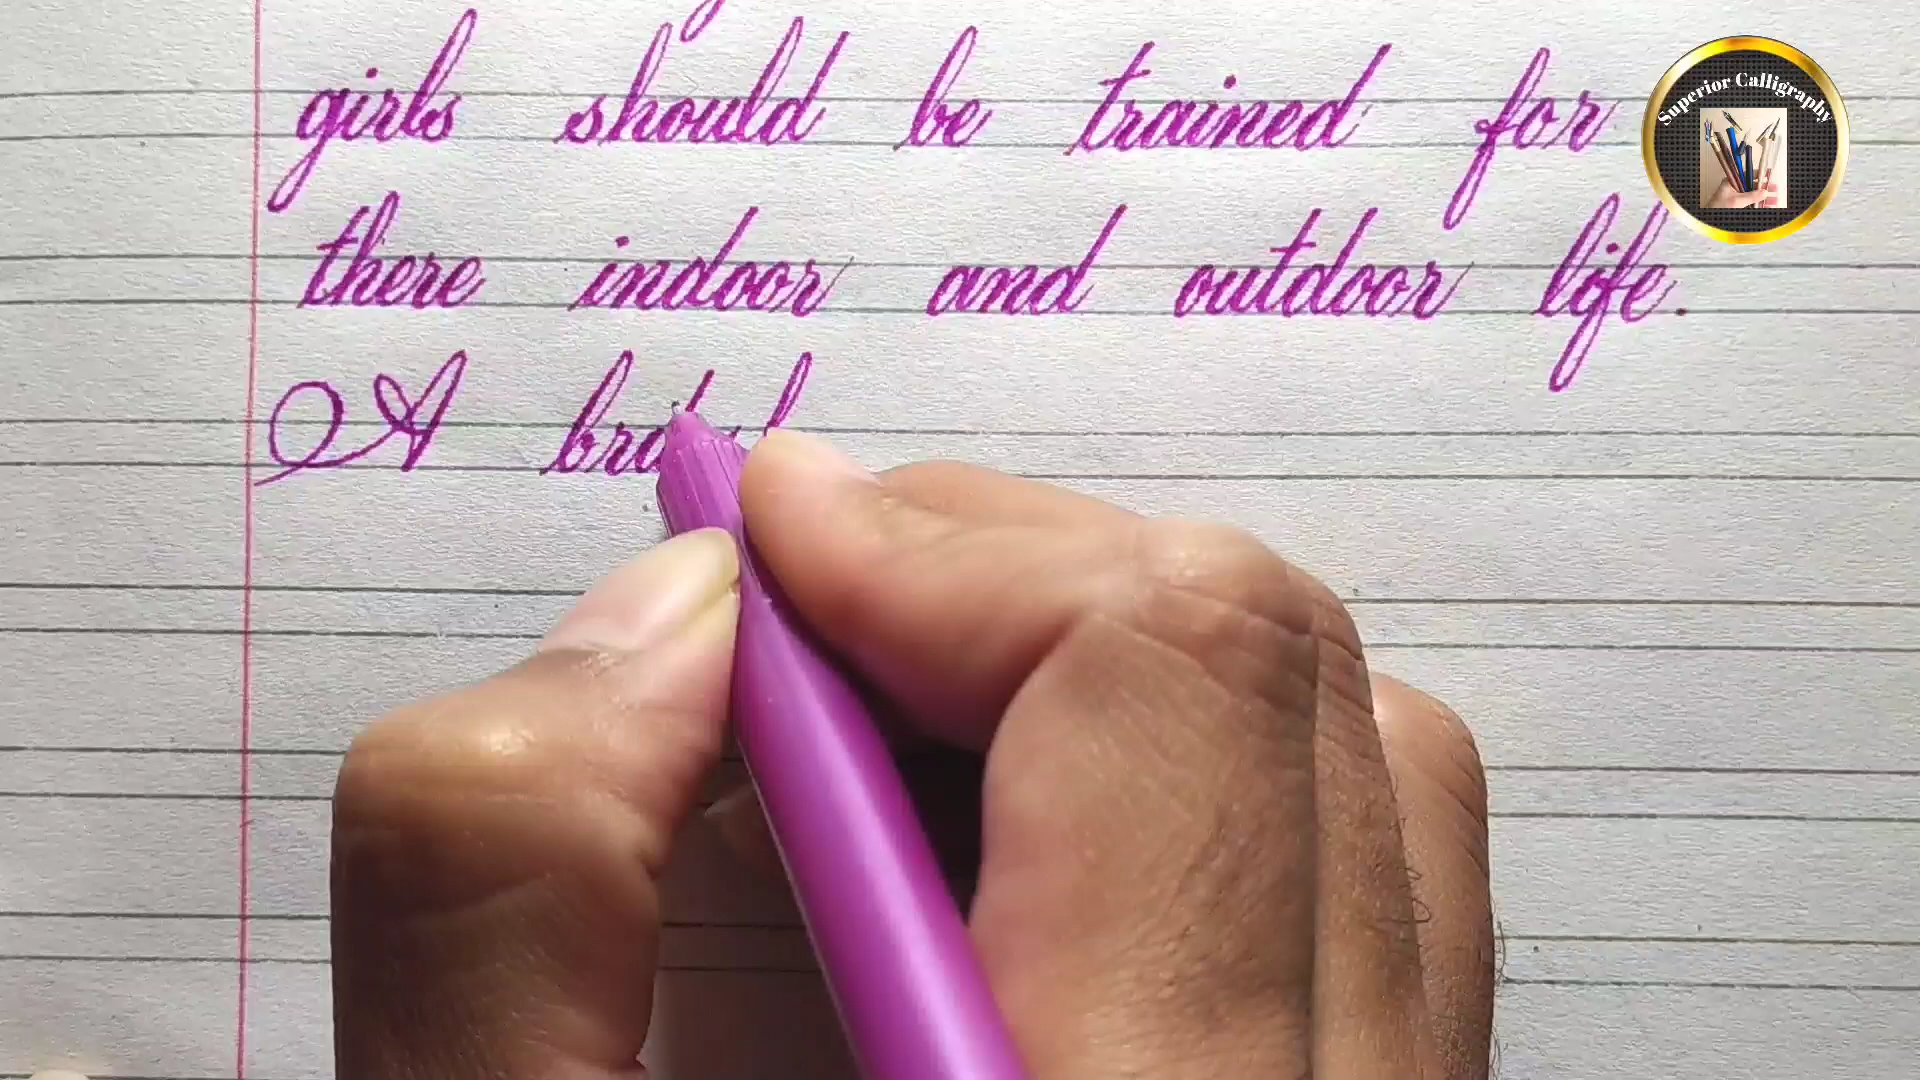 girls should be trained for
there indoor and outdoor life.
A
Superior Calligraphy